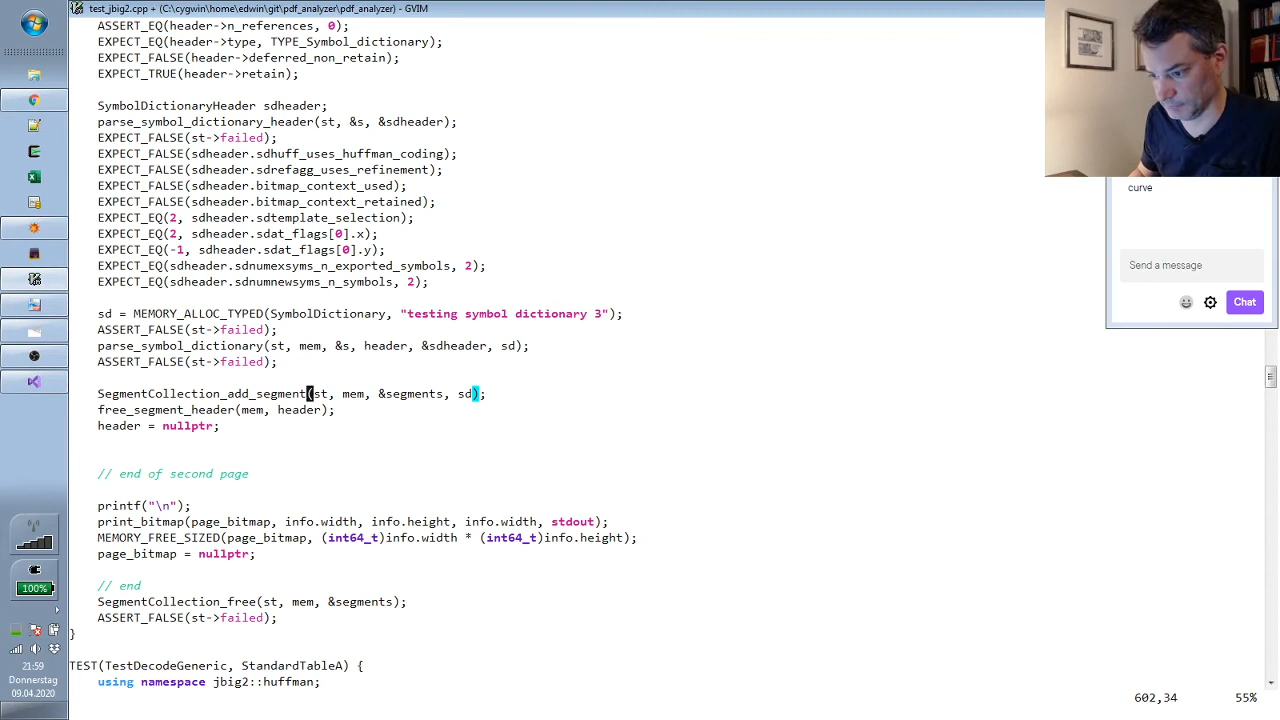 test_jbig2.cpp + (C:\cygwin\home\edwin\git\pdf_analyzer\pdf_analyzer) - GVIM
ASSERT_EQ(header->n_references, 0);
EXPECT_EQ(header->type, TYPE_Symbol_dictionary);
EXPECT_FALSE(header->deferred_non_retain);
EXPECT_TRUE(header->retain);
SymbolDictionaryHeader sdheader;
parse_symbol_dictionary_header(st, &s, &sdheader);
EXPECT_FALSE(st->failed);
EXPECT_FALSE(sdheader.sdhuff_uses_huffman_coding);
EXPECT_FALSE(sdheader.sdrefagg_uses_refinement);
EXPECT_FALSE(sdheader.bitmap_context_used);
EXPECT_FALSE(sdheader.bitmap_context_retained);
EXPECT_EQ(2, sdheader.sdtemplate_selection);
EXPECT_EQ(2, sdheader.sdat_flags[0].x);
EXPECT_EQ(-1, sdheader.sdat_flags[0].y);
EXPECT_EQ(sdheader.sdnumexsyms_n_exported_symbols, 2);
EXPECT_EQ(sdheader.sdnumnewsyms_n_symbols, 2);
sd = MEMORY_ALLOC_TYPED(SymbolDictionary, "testing symbol dictionary 3");
ASSERT_FALSE(st->failed);
parse_symbol_dictionary(st, mem, &s, header, &sdheader, sd);
ASSERT_FALSE(st->failed);
SegmentCollection_add_segment(st, mem, &segments, sd);
free_segment_header(mem, header);
header = nullptr;
// end of second page
printf("\n");
print_bitmap(page_bitmap, info.width, info.height, info.width, stdout);
MEMORY_FREE_SIZED(page_bitmap, (int64_t)info.width * (int64_t)info.height);
page_bitmap = nullptr;
// end
SegmentCollection_free(st, mem, &segments);
ASSERT_FALSE(st->failed);
}
TEST(TestDecodeGeneric, StandardTableA) {
using namespace jbig2::huffman;
602,34 55%
curve
Send a message
Chat
100%
21:59
Donnerstag
09.04.2020